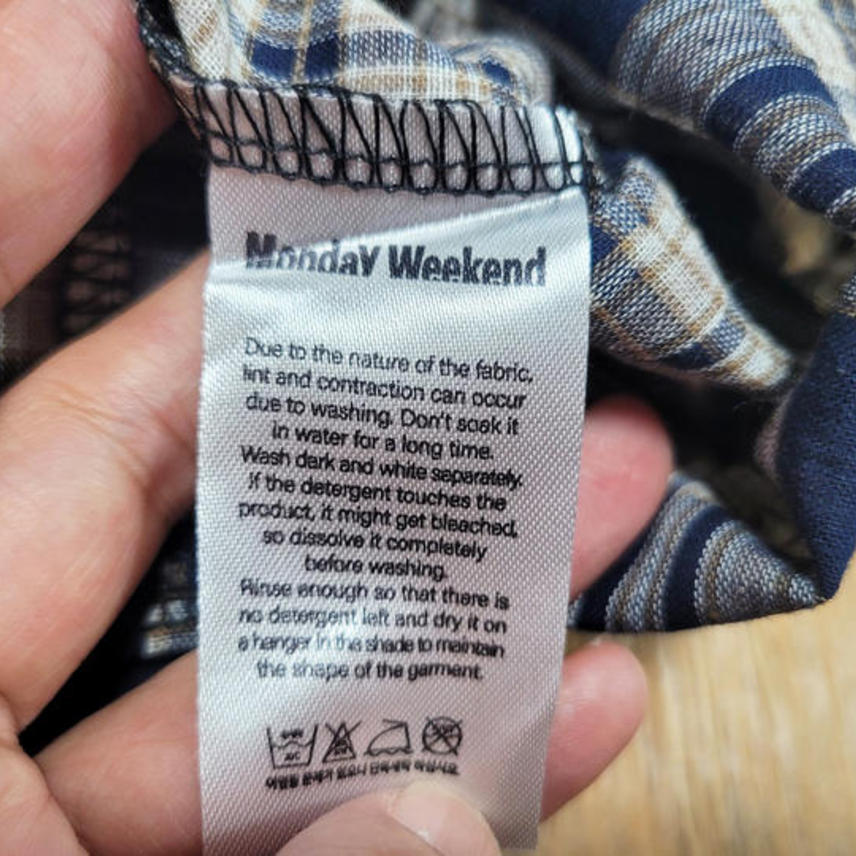 Monday Weekend
Due to the nature of the fabric,
lint and contraction can occur
due to washing. Don't soak it
in water for a long time.
Wash dark and white separately.
If the detergent touches the
product, it might get bleached,
so dissolve it completely
before washing.
Rinse enough so that there is
no detergent left and dry it on
a hanger in the shade to maintain
the shape of the garment.